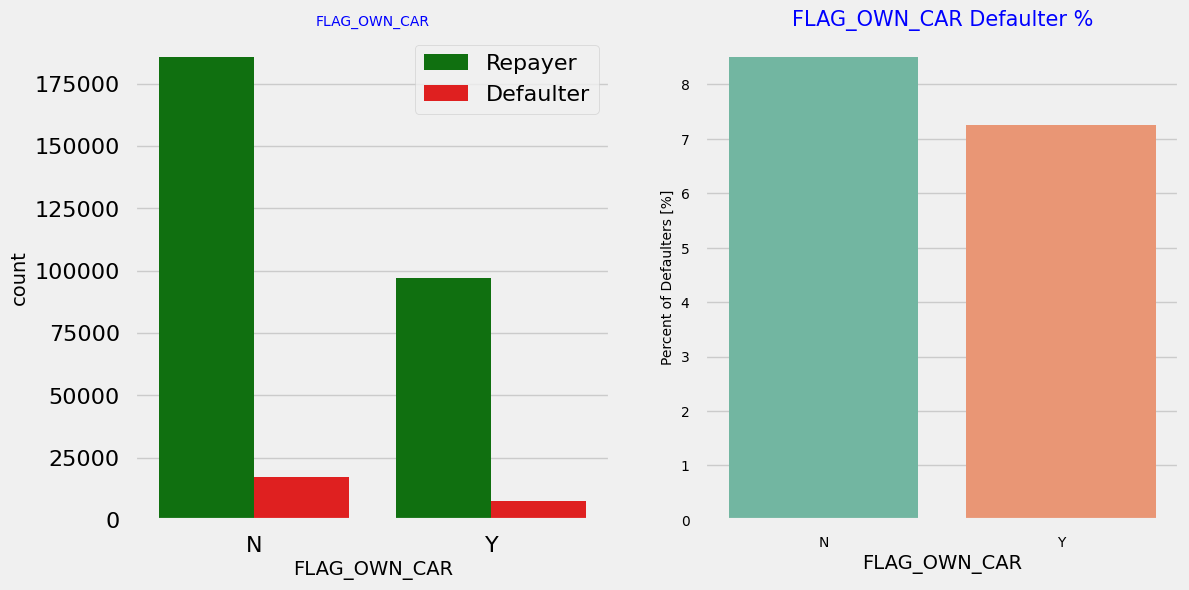 FLAG_OWN_CAR
Repayer
Defaulter
175000
150000
125000
100000
75000
50000
25000
0
count
N Y
FLAG_OWN_CAR
FLAG_OWN_CAR Defaulter %
8
7
6
5
4
3
2
1
0
Percent of Defaulters [%]
N Y
FLAG_OWN_CAR